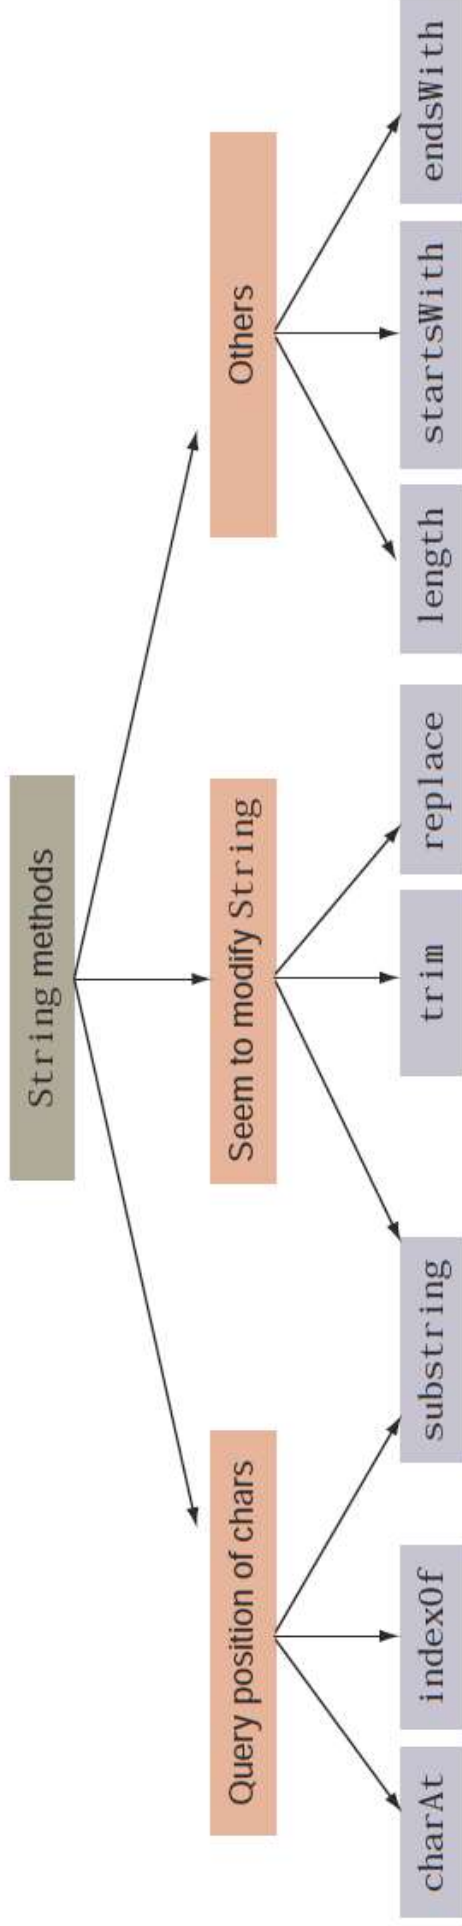 String methods
Query position of chars
Seem to modify String
Others
charAt
indexOf
substring
trim
replace
length
startsWith
endsWith